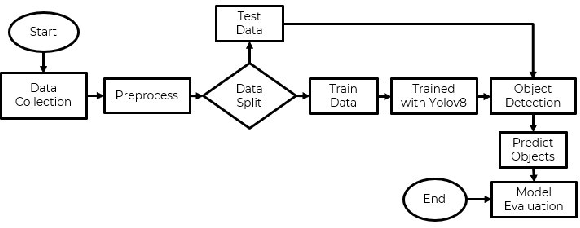 Start
Data
Collection
Preprocess
Data
Split
Test
Data
Train
Data
Trained
with Yolov8
Object
Detection
Predict
Objects
Model
Evaluation
End